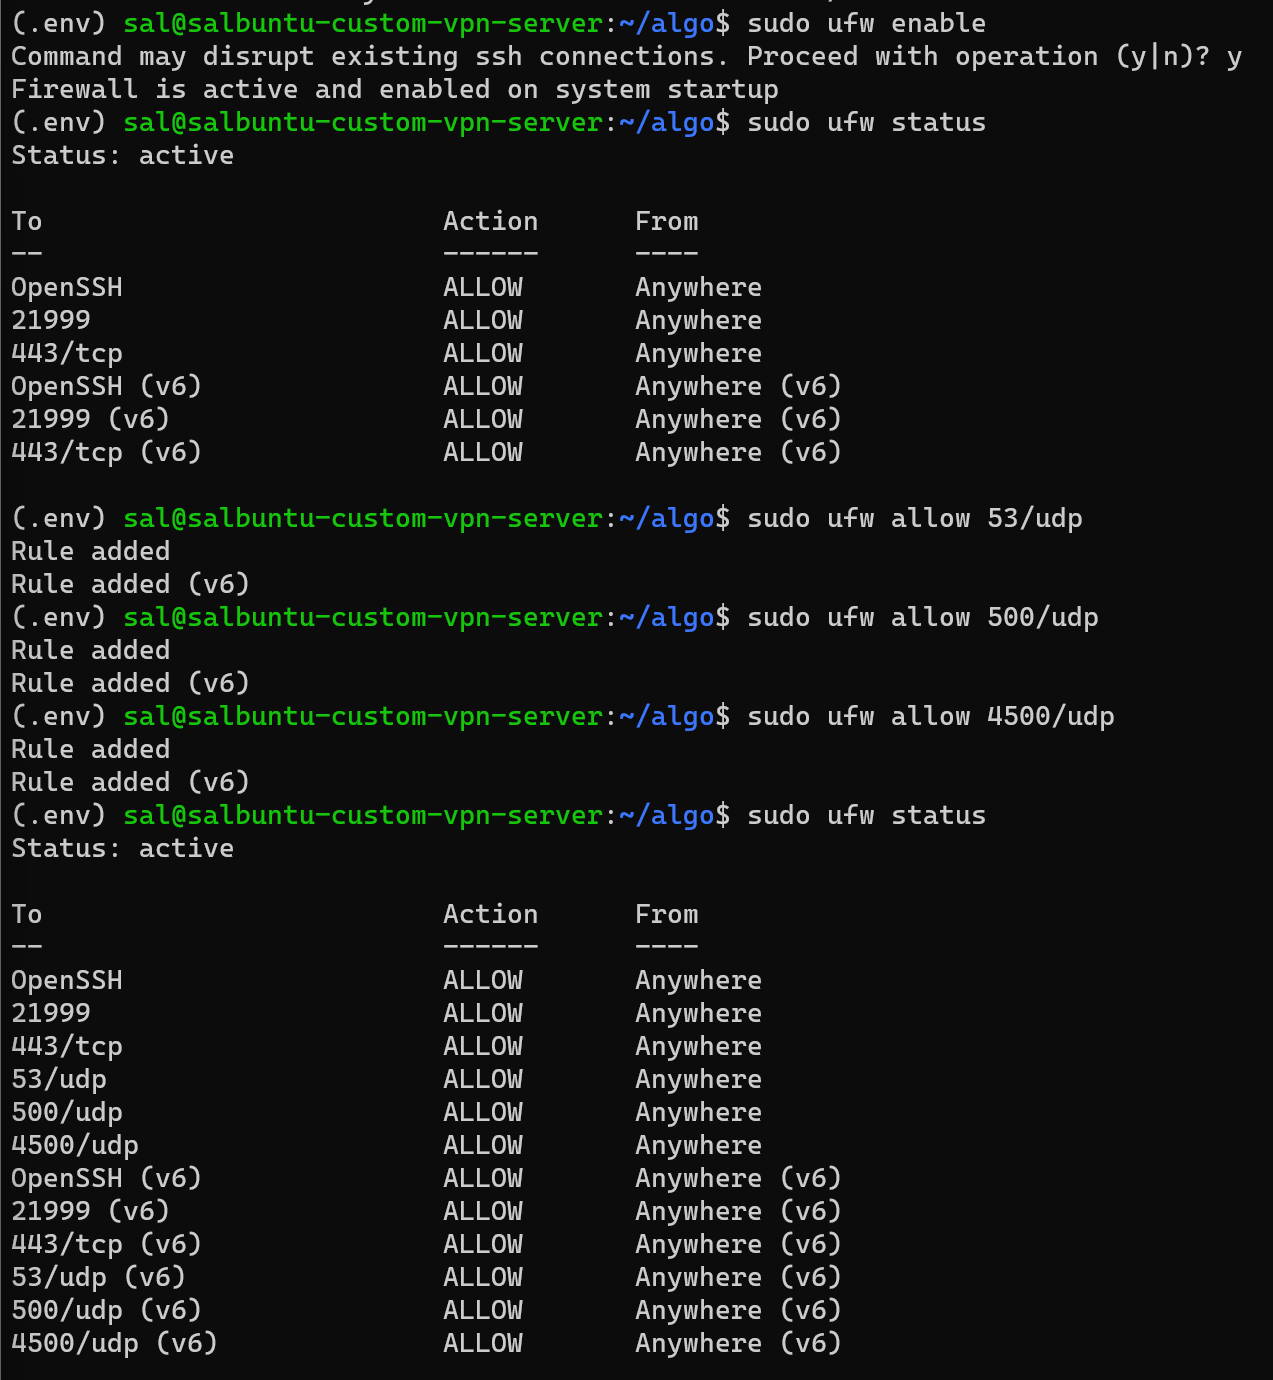 (.env) sal@salbuntu-custom-vpn-server:~/algo$ sudo ufw enable
Command may disrupt existing ssh connections. Proceed with operation (y|n)? y
Firewall is active and enabled on system startup
(.env) sal@salbuntu-custom-vpn-server:~/algo$ sudo ufw status
Status: active
To Action From
-- ------ ----
OpenSSH ALLOW Anywhere
21999 ALLOW Anywhere
443/tcp ALLOW Anywhere
OpenSSH (v6) ALLOW Anywhere (v6)
21999 (v6) ALLOW Anywhere (v6)
443/tcp (v6) ALLOW Anywhere (v6)
(.env) sal@salbuntu-custom-vpn-server:~/algo$ sudo ufw allow 53/udp
Rule added
Rule added (v6)
(.env) sal@salbuntu-custom-vpn-server:~/algo$ sudo ufw allow 500/udp
Rule added
Rule added (v6)
(.env) sal@salbuntu-custom-vpn-server:~/algo$ sudo ufw allow 4500/udp
Rule added
Rule added (v6)
(.env) sal@salbuntu-custom-vpn-server:~/algo$ sudo ufw status
Status: active
To Action From
-- ------ ----
OpenSSH ALLOW Anywhere
21999 ALLOW Anywhere
443/tcp ALLOW Anywhere
53/udp ALLOW Anywhere
500/udp ALLOW Anywhere
4500/udp ALLOW Anywhere
OpenSSH (v6) ALLOW Anywhere (v6)
21999 (v6) ALLOW Anywhere (v6)
443/tcp (v6) ALLOW Anywhere (v6)
53/udp (v6) ALLOW Anywhere (v6)
500/udp (v6) ALLOW Anywhere (v6)
4500/udp (v6) ALLOW Anywhere (v6)